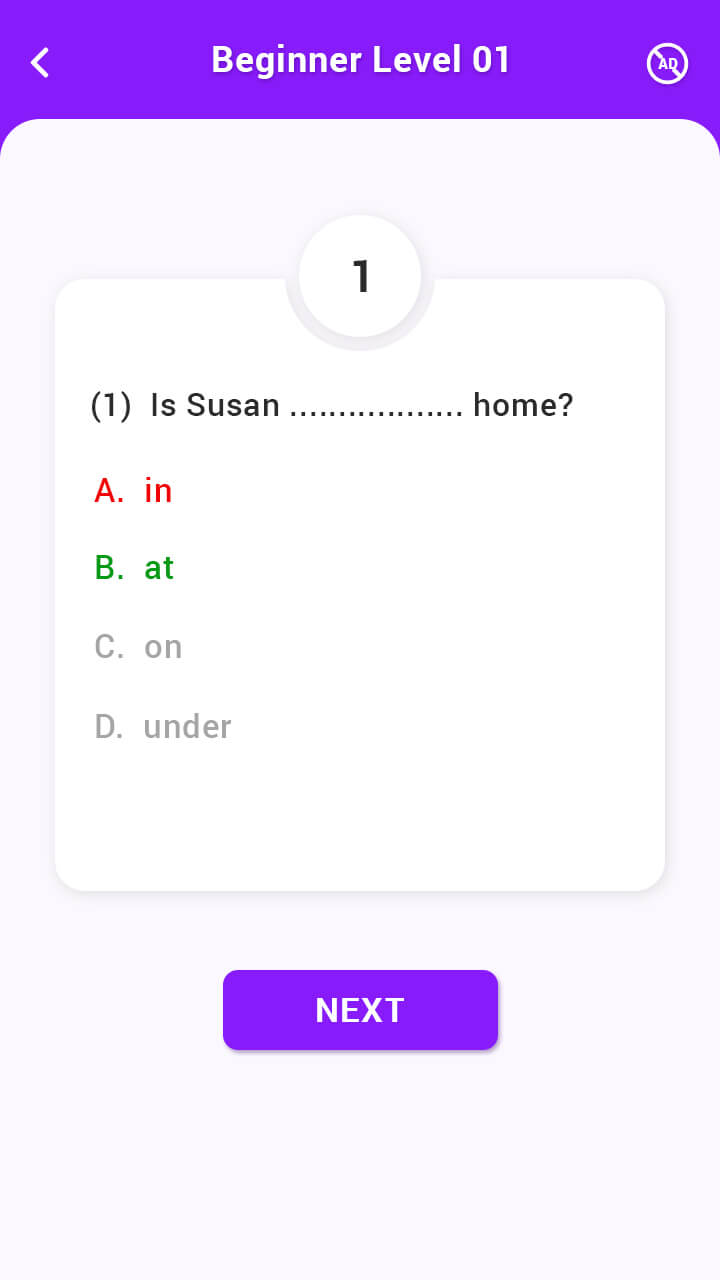 Beginner Level 01
AD
1
(1) Is Susan ................. home?
A. in
B. at
C. on
D. under
NEXT